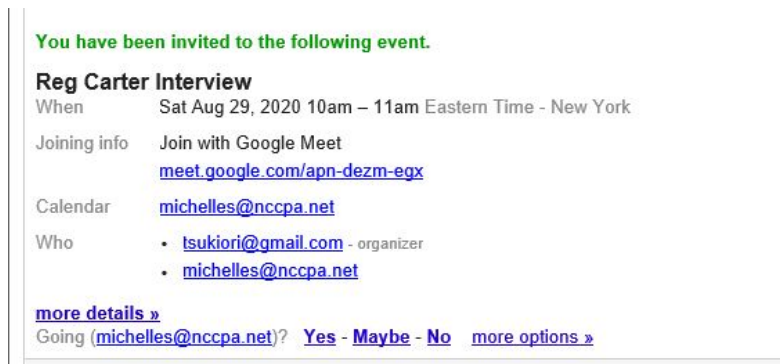 You have been invited to the following event.
Reg Carter Interview
When Sat Aug 29, 2020 10am – 11am Eastern Time - New York
Joining info Join with Google Meet
meet.google.com/apn-dezm-egx
Calendar michelles@nccpa.net
Who • tsukiori@gmail.com - organizer
• michelles@nccpa.net
more details »
Going (michelles@nccpa.net)? Yes - Maybe - No more options »